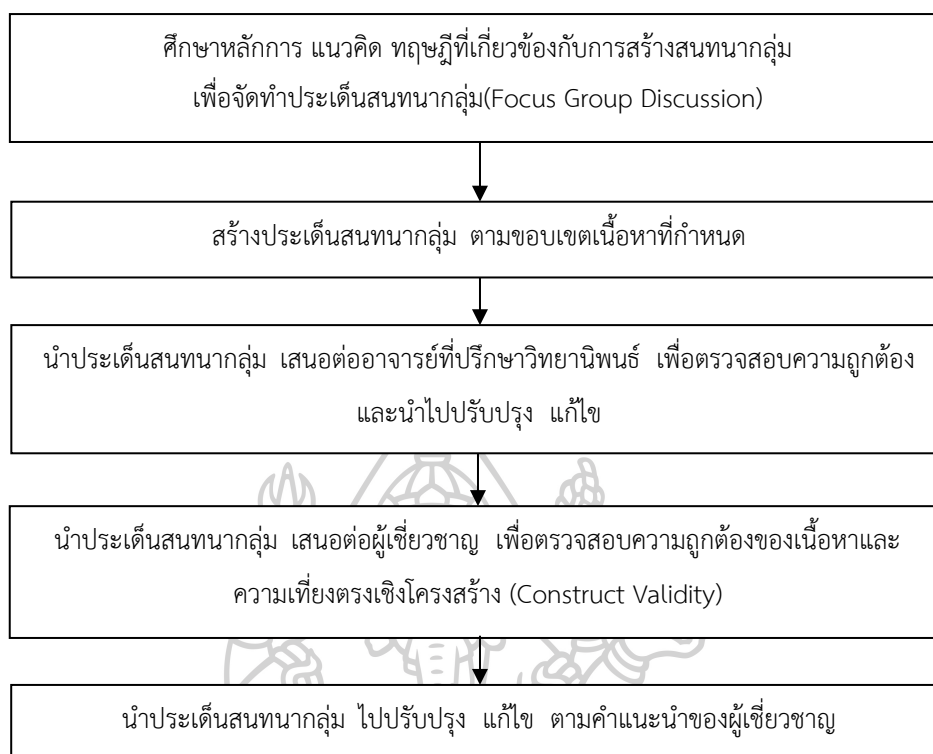 ศึกษาหลักการ แนวคิด ทฤษฎีที่เกี่ยวข้องกับการสร้างสนทนากลุ่ม
เพื่อจัดทำประเด็นสนทนากลุ่ม(Focus Group Discussion)
สร้างประเด็นสนทนากลุ่ม ตามขอบเขตเนื้อหาที่กำหนด
นำประเด็นสนทนากลุ่ม เสนอต่ออาจารย์ที่ปรึกษาวิทยานิพนธ์ เพื่อตรวจสอบความถูกต้อง
และนำไปปรับปรุง แก้ไข
นำประเด็นสนทนากลุ่ม เสนอต่อผู้เชี่ยวชาญ เพื่อตรวจสอบความถูกต้องของเนื้อหาและ
ความเที่ยงตรงเชิงโครงสร้าง (Construct Validity)
นำประเด็นสนทนากลุ่ม ไปปรับปรุง แก้ไข ตามคำแนะนำของผู้เชี่ยวชาญ